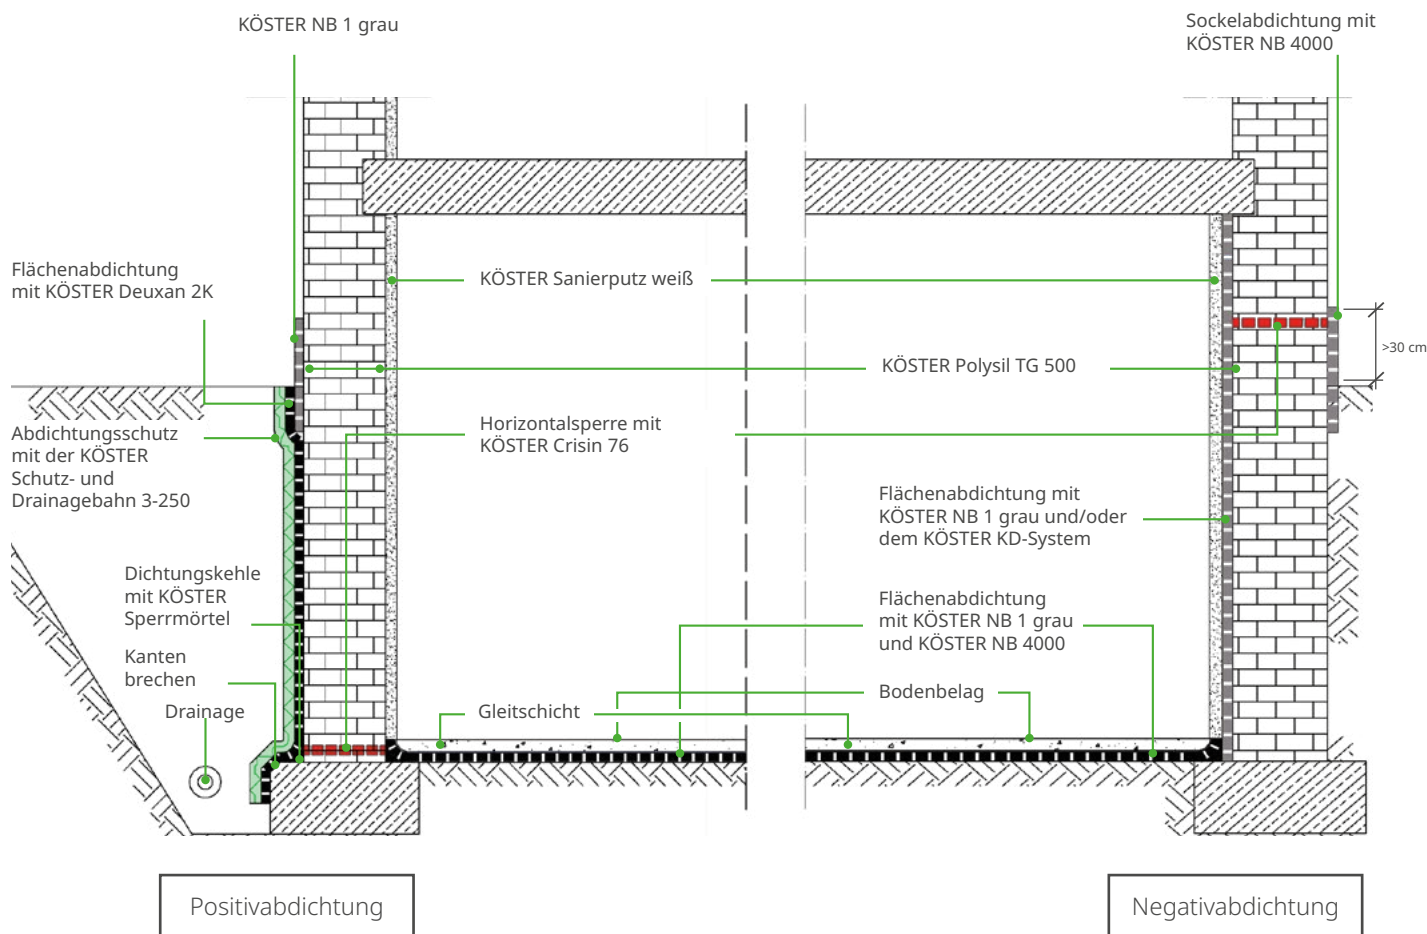 KÖSTER NB 1 grau
Sockelabdichtung mit
KÖSTER NB 4000
Flächenabdichtung
mit KÖSTER Deuxan 2K
KÖSTER Sanierputz weiß
>30 cm
KÖSTER Polysil TG 500
Abdichtungsschutz
mit der KÖSTER
Schutz- und
Drainagebahn 3-250
Horizontalsperre mit
KÖSTER Crisin 76
Flächenabdichtung mit
KÖSTER NB 1 grau und/oder
dem KÖSTER KD-System
Dichtungskehle
mit KÖSTER
Sperrmörtel
Flächenabdichtung
mit KÖSTER NB 1 grau
und KÖSTER NB 4000
Kanten
brechen
Bodenbelag
Drainage
Gleitschicht
Positivabdichtung
Negativabdichtung